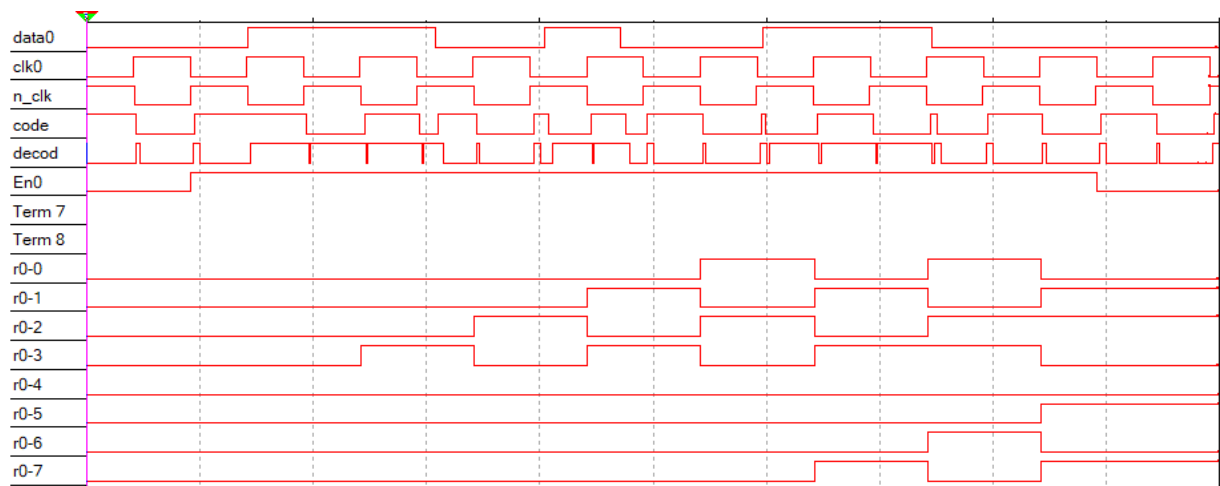 data0
clk0
n_clk
code
decod
En0
Term 7
Term 8
r0-0
r0-1
r0-2
r0-3
r0-4
r0-5
r0-6
r0-7